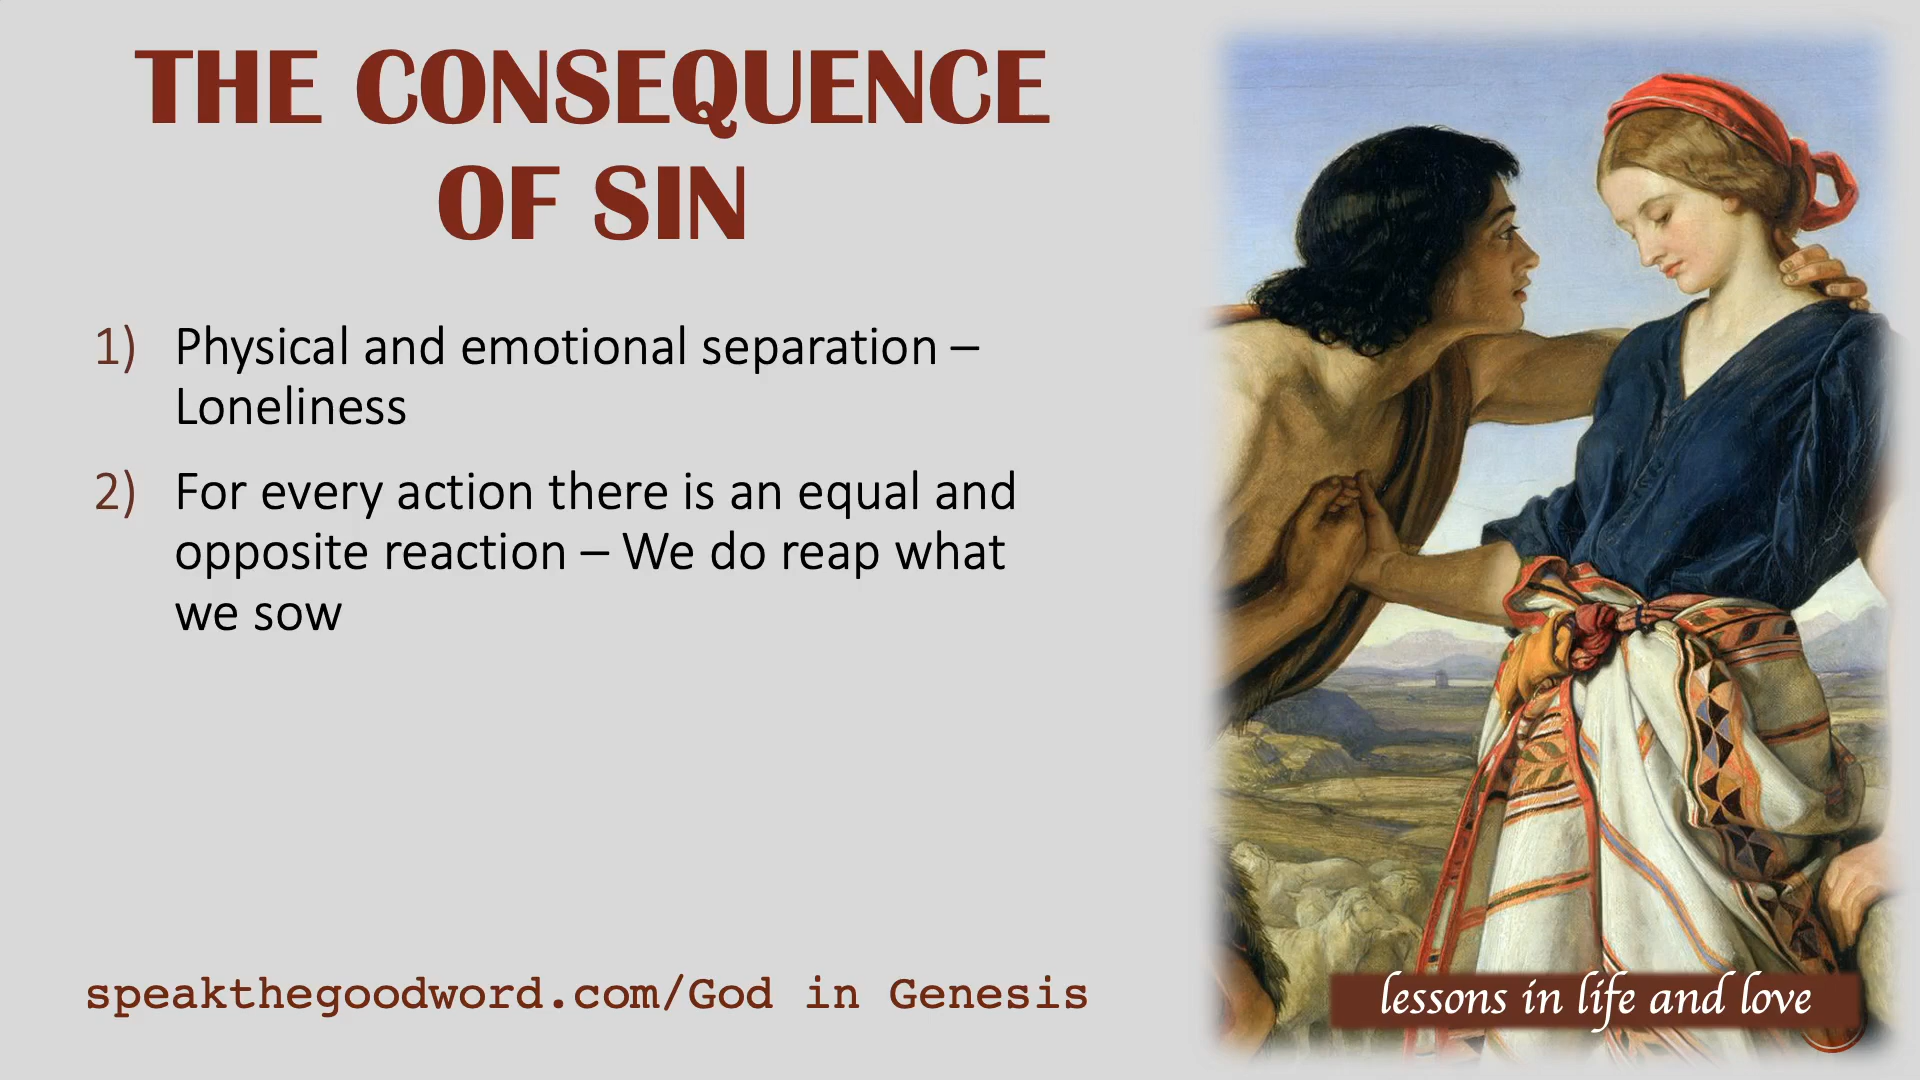 THE CONSEQUENCE
OF SIN
1) Physical and emotional separation –
Loneliness
2) For every action there is an equal and
opposite reaction – We do reap what
we sow
speakthegoodword.com/God in Genesis
lessons in life and love